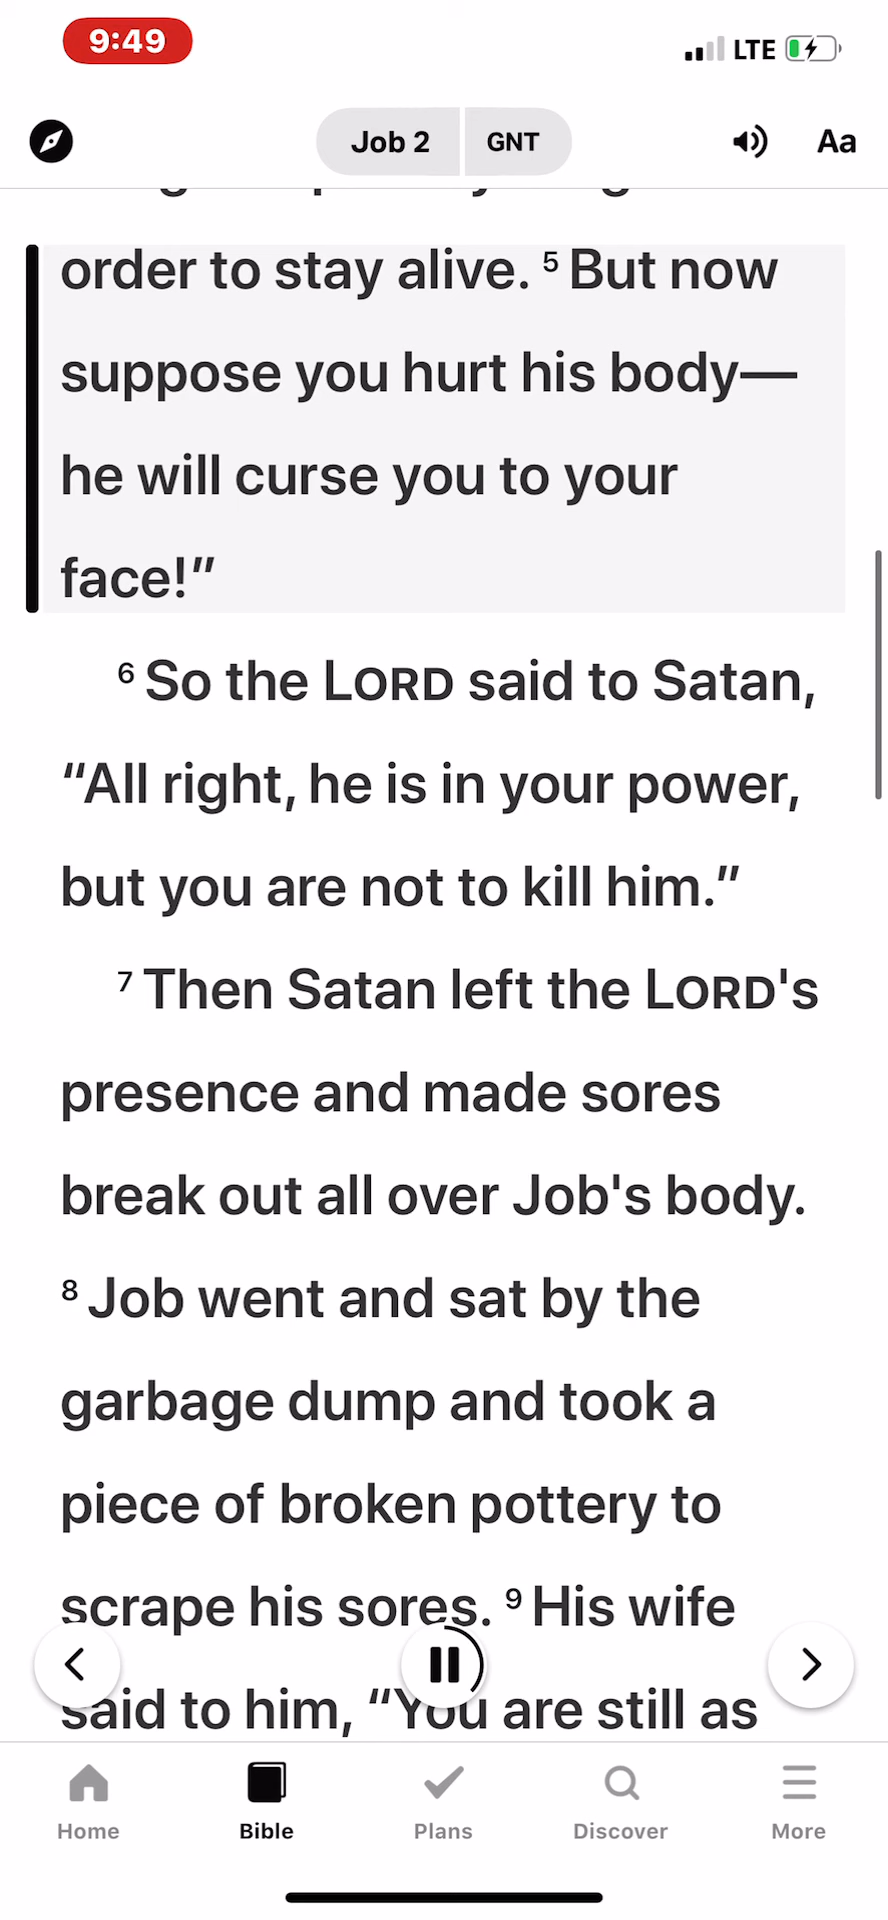 9:49
LTE
Job 2
GNT
Aa
order to stay alive. 5 But now
suppose you hurt his body—
he will curse you to your
face!”
6 So the LORD said to Satan,
“All right, he is in your power,
but you are not to kill him.”
7 Then Satan left the LORD's
presence and made sores
break out all over Job's body.
8 Job went and sat by the
garbage dump and took a
piece of broken pottery to
scrape his sores. 9 His wife
said to him, “You are still as
Home
Bible
Plans
Discover
More